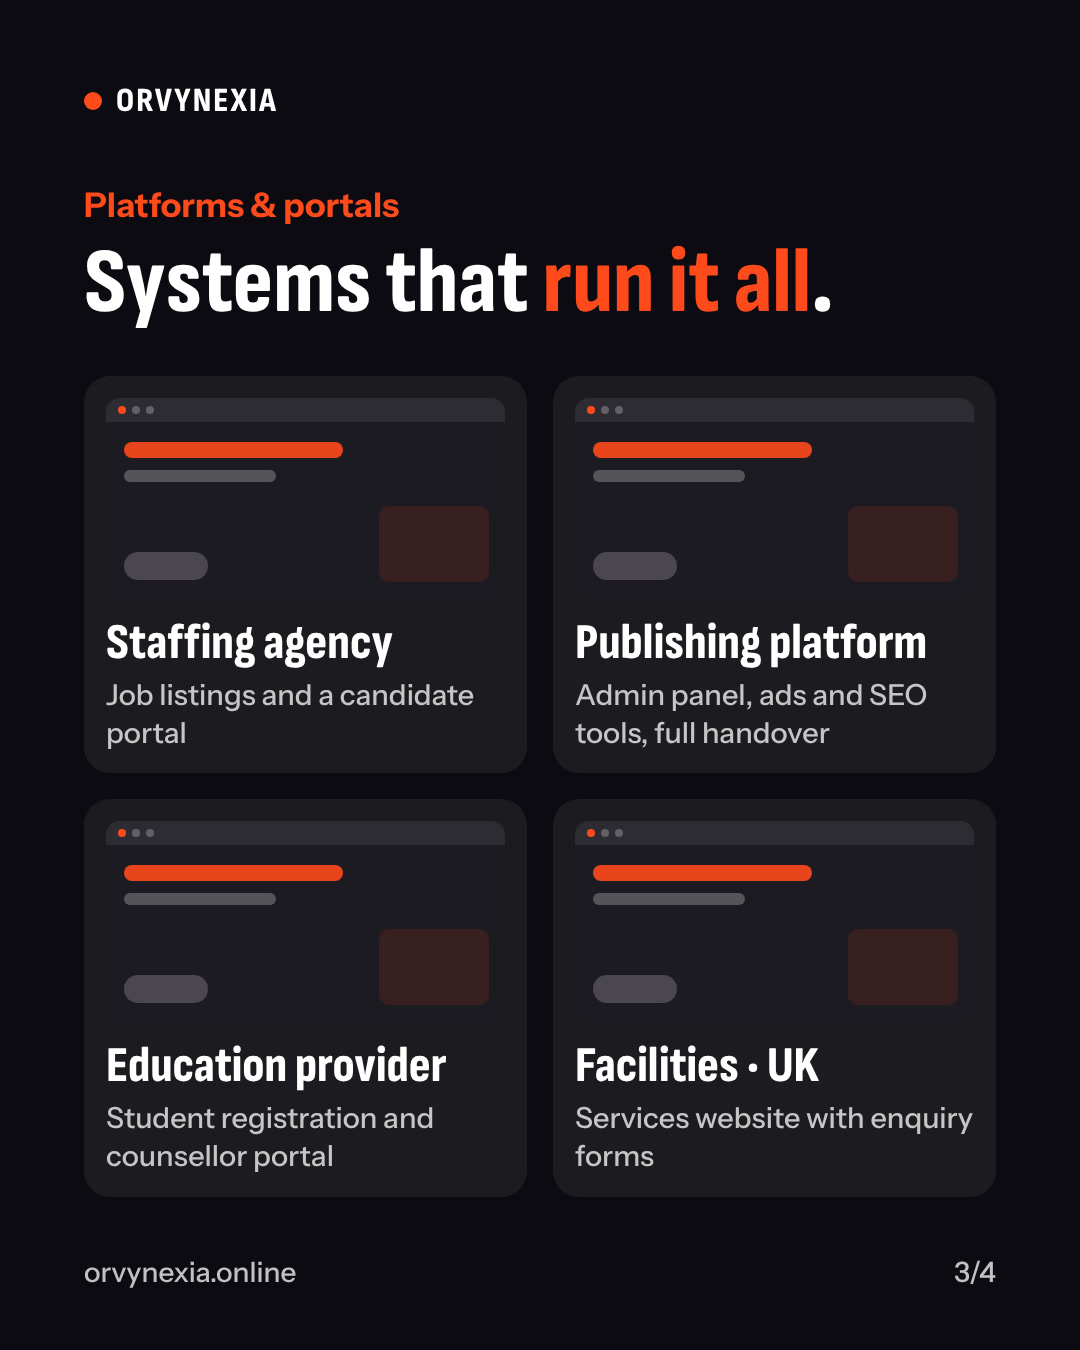 ORVYNEXIA
Platforms & portals
Systems that run it all.
Staffing agency
Job listings and a candidate
portal
Publishing platform
Admin panel, ads and SEO
tools, full handover
Education provider
Student registration and
counsellor portal
Facilities · UK
Services website with enquiry
forms
orvynexia.online
3/4